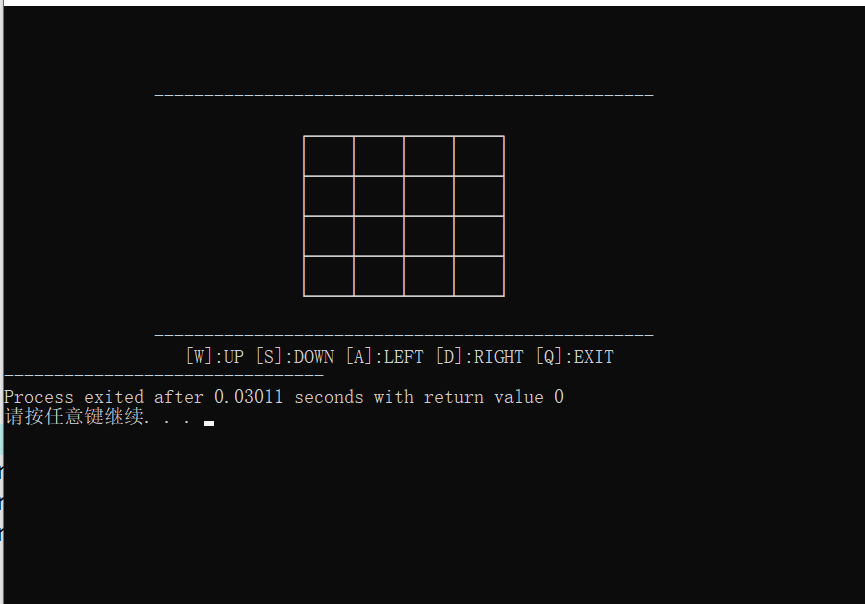 --------------------------------------------------
--------------------------------------------------
[W]:UP [S]:DOWN [A]:LEFT [D]:RIGHT [Q]:EXIT
--------------------------------
Process exited after 0.03011 seconds with return value 0
请按任意键继续. . .